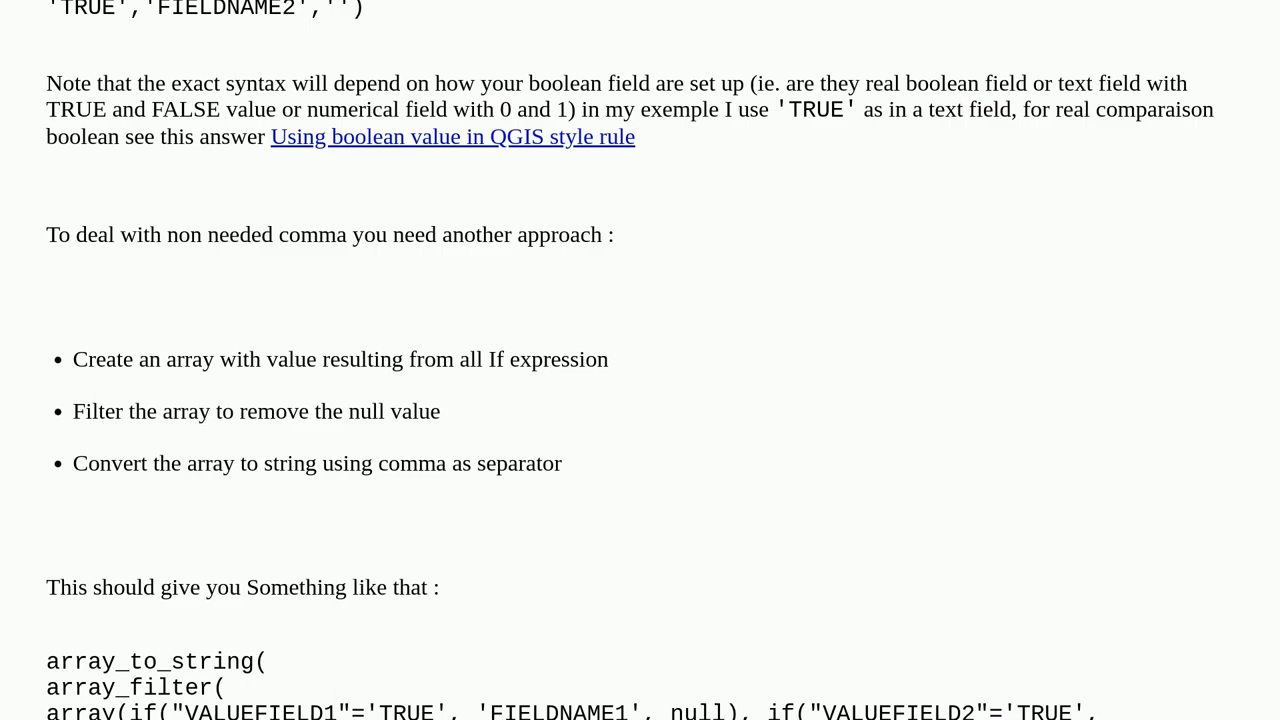 'TRUE','FIELDNAME2','')
Note that the exact syntax will depend on how your boolean field are set up (ie. are they real boolean field or text field with
TRUE and FALSE value or numerical field with 0 and 1) in my exemple I use 'TRUE' as in a text field, for real comparaison
boolean see this answer Using boolean value in QGIS style rule
To deal with non needed comma you need another approach :
• Create an array with value resulting from all If expression
• Filter the array to remove the null value
• Convert the array to string using comma as separator
This should give you Something like that :
array_to_string(
array_filter(
array(if("VALUEFIELD1"='TRUE', 'FIELDNAME1', null), if("VALUEFIELD2"='TRUE',